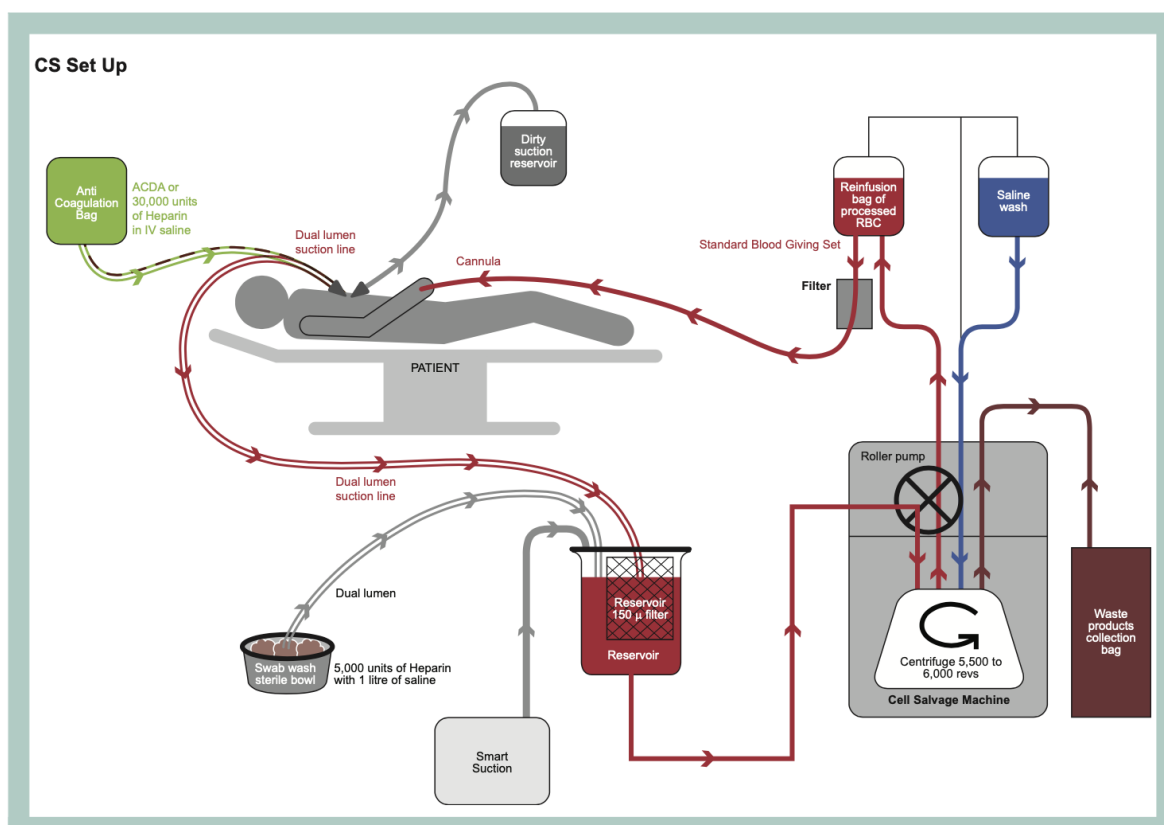 CS Set Up
Dirty
suction
reservoir
Anti
Coagulation
Bag
ACDA or
30,000 units
of Heparin
in IV saline
Dual lumen
suction line
Reinfusion
bag of
processed
RBC
Saline
wash
Standard Blood Giving Set
Cannula
Filter
PATIENT
Roller pump
Dual lumen
suction line
Dual lumen
Reservoir
150 µ filter
Reservoir
Swab wash
sterile bowl
5,000 units of Heparin
with 1 litre of saline
Smart
Suction
Centrifuge 5,500 to
6,000 revs
Cell Salvage Machine
Waste
products
collection
bag